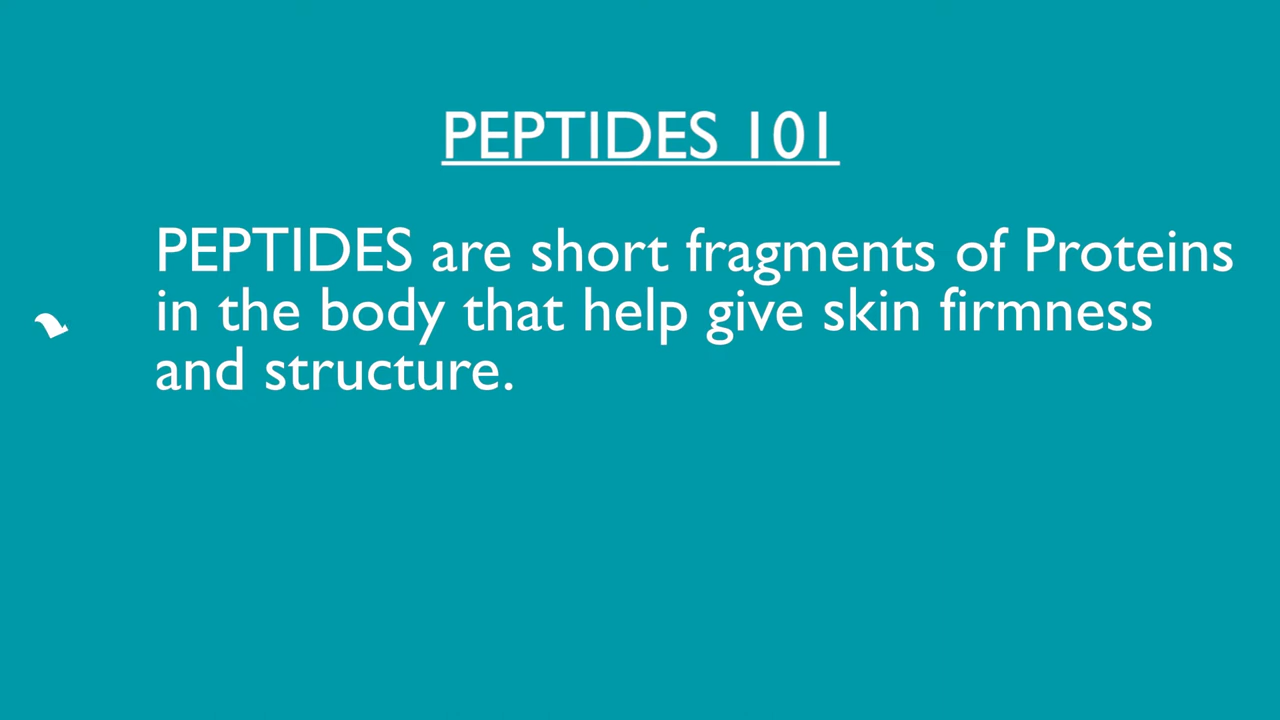 PEPTIDES 101
PEPTIDES are short fragments of Proteins
in the body that help give skin firmness
and structure.